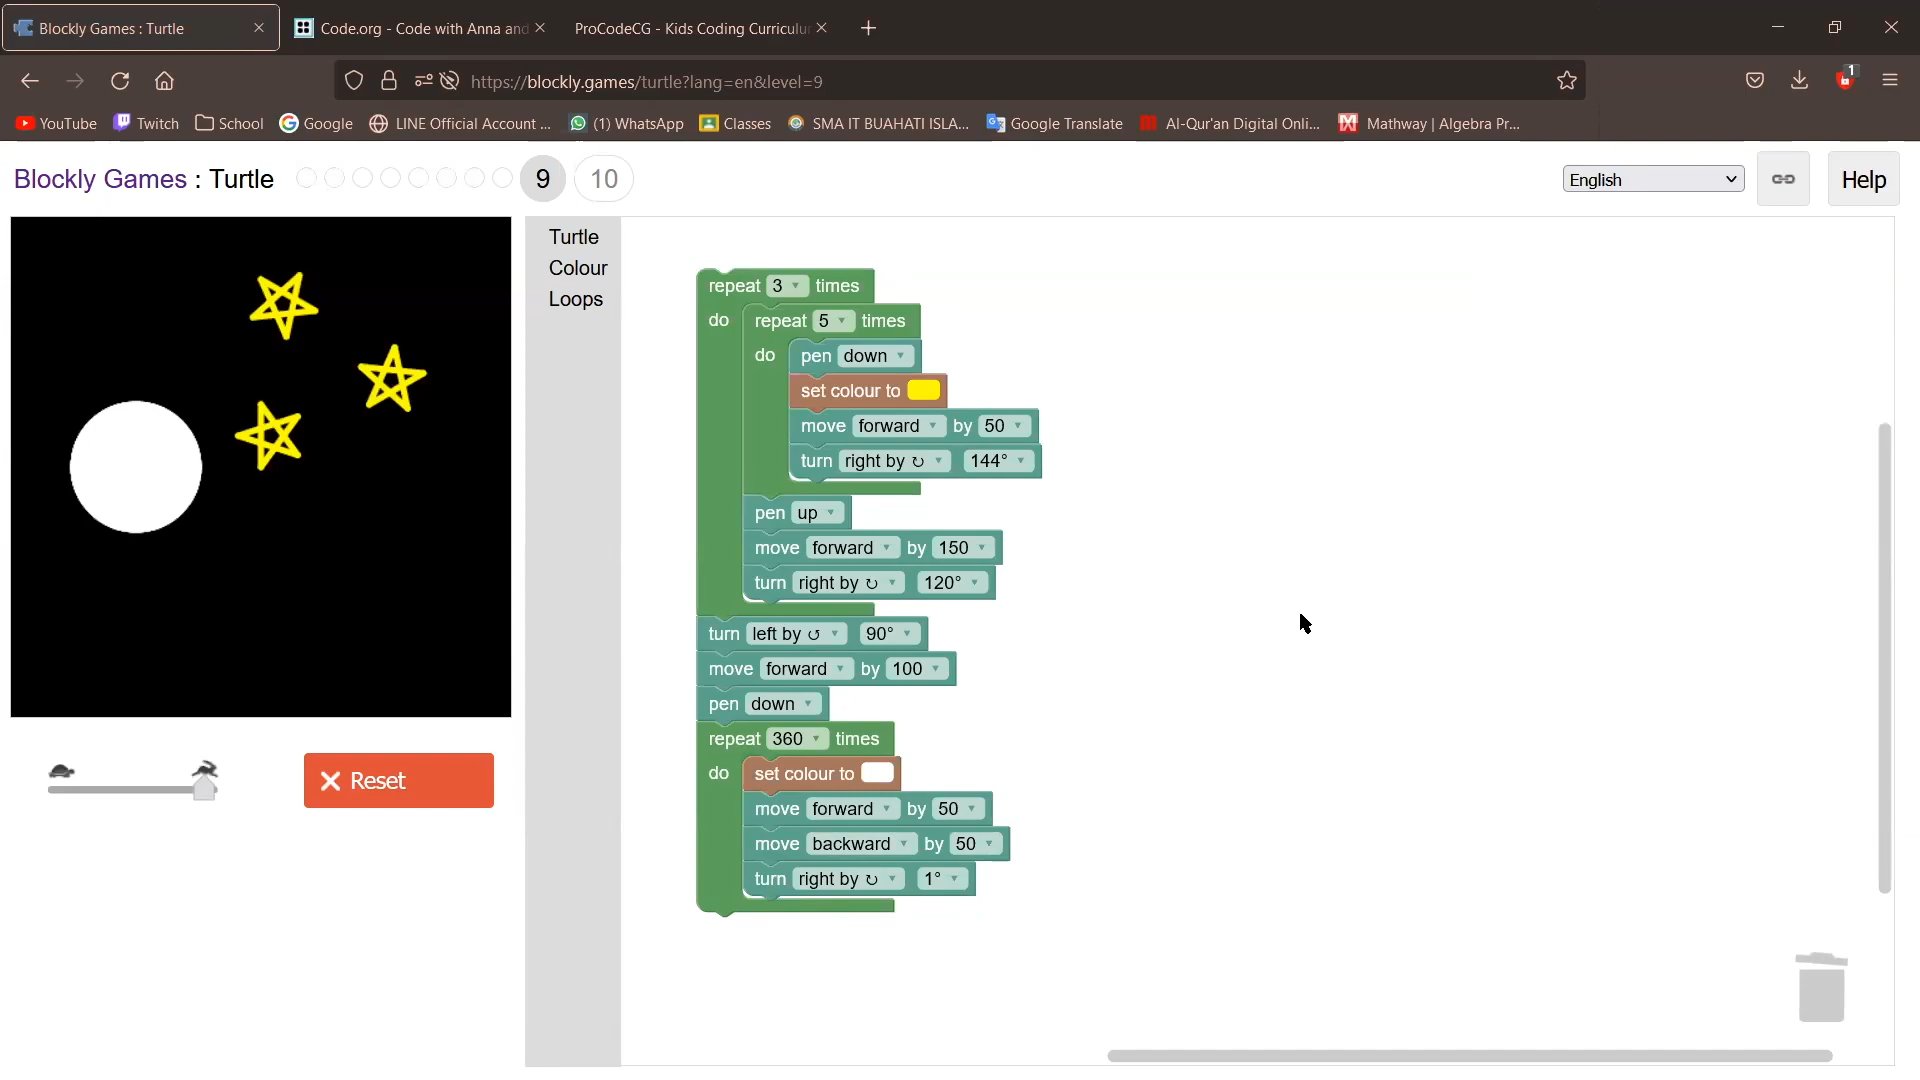 Blockly Games : Turtle
Code.org - Code with Anna and
ProCodeCG - Kids Coding Curriculu
https://blockly.games/turtle?lang=en&level=9
1
YouTube
Twitch
School
Google
LINE Official Account ...
(1) WhatsApp
Classes
SMA IT BUAHATI ISLA...
Google Translate
Al-Qur'an Digital Onli...
Mathway | Algebra Pr...
Blockly Games : Turtle
9
10
English
Help
Turtle
Colour
Loops
repeat 3 times
do repeat 5 times
do pen down
set colour to
move forward by 50
turn right by ↻ 144°
pen up
move forward by 150
turn right by ↻ 120°
turn left by ↺ 90°
move forward by 100
pen down
repeat 360 times
do set colour to
move forward by 50
move backward by 50
turn right by ↻ 1°
Reset